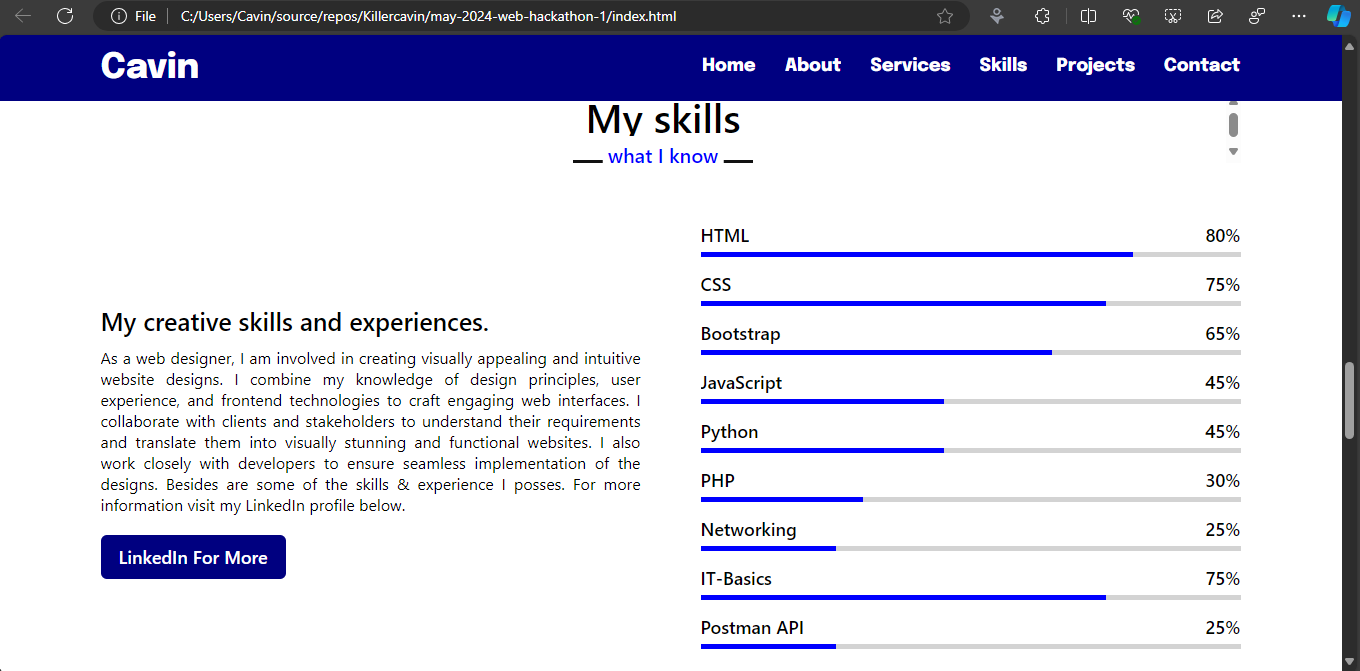 File C:/Users/Cavin/source/repos/Killercavin/may-2024-web-hackathon-1/index.html
Cavin Home About Services Skills Projects Contact
My skills
what I know
My creative skills and experiences.
As a web designer, I am involved in creating visually appealing and intuitive
website designs. I combine my knowledge of design principles, user
experience, and frontend technologies to craft engaging web interfaces. I
collaborate with clients and stakeholders to understand their requirements
and translate them into visually stunning and functional websites. I also
work closely with developers to ensure seamless implementation of the
designs. Besides are some of the skills & experience I posses. For more
information visit my LinkedIn profile below.
LinkedIn For More
HTML 80%
CSS 75%
Bootstrap 65%
JavaScript 45%
Python 45%
PHP 30%
Networking 25%
IT-Basics 75%
Postman API 25%